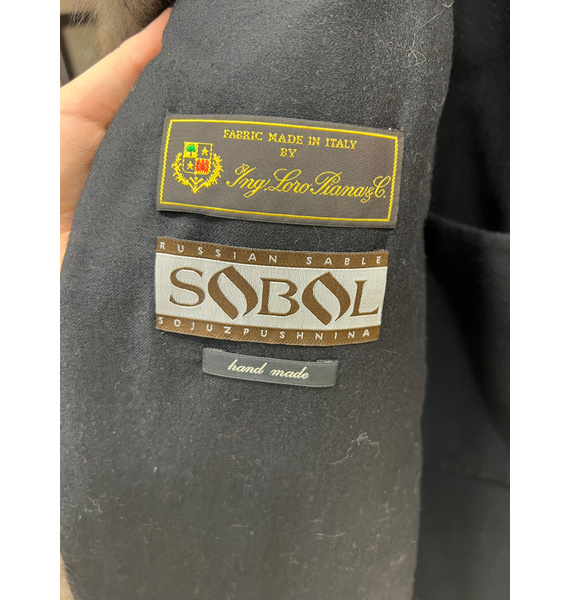 FABRIC MADE IN ITALY
BY
Ing. Loro Piana & C.
RUSSIAN SABLE
SOBOL
SOJUZPUSHNINA
hand made